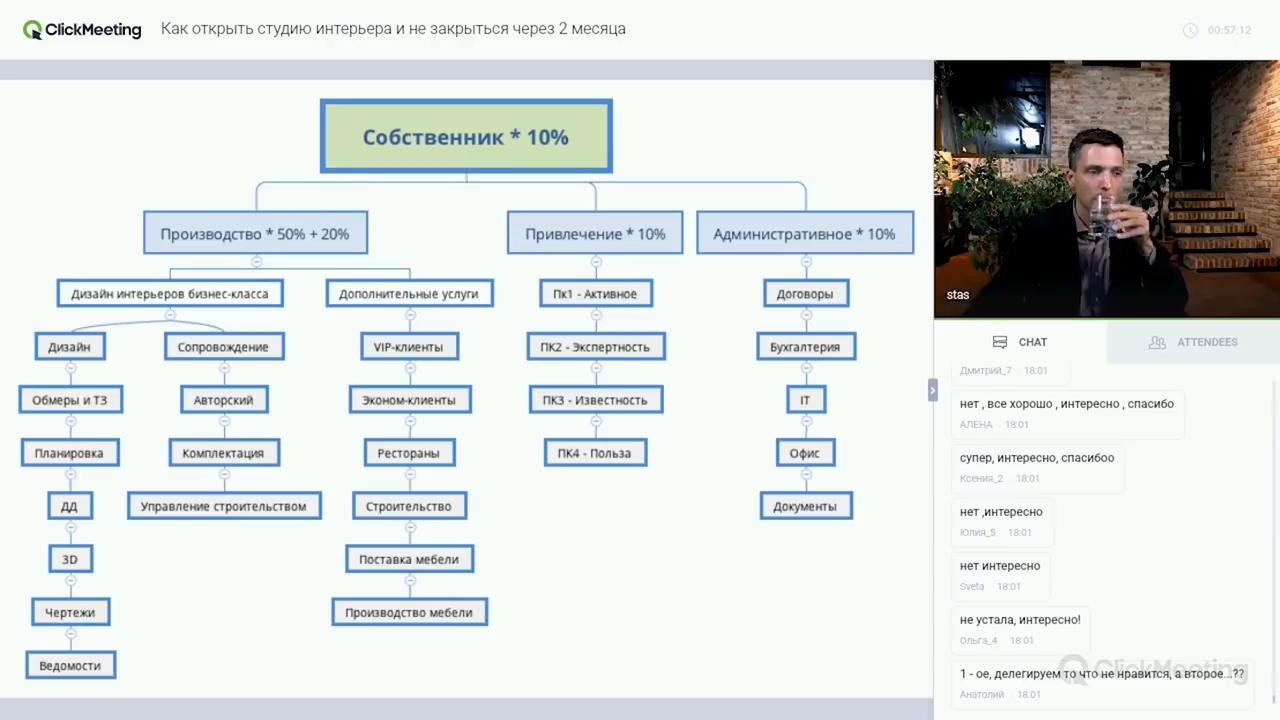 ClickMeeting
Как открыть студию интерьера и не закрыться через 2 месяца
00:57:12
Собственник * 10%
Производство * 50% + 20%
Привлечение * 10%
Административное * 10%
Дизайн интерьеров бизнес-класса
Дополнительные услуги
Пк1 - Активное
Договоры
Дизайн
Сопровождение
VIP-клиенты
ПК2 - Экспертность
Бухгалтерия
Обмеры и ТЗ
Авторский
Эконом-клиенты
ПК3 - Известность
IT
Планировка
Комплектация
Рестораны
ПК4 - Польза
Офис
ДД
Управление строительством
Строительство
Документы
3D
Поставка мебели
Чертежи
Производство мебели
Ведомости
stas
CHAT
ATTENDEES
Дмитрий_7 18:01
нет , все хорошо , интересно , спасибо
АЛЕНА 18:01
супер, интересно, спасибоо
Ксения_2 18:01
нет ,интересно
Юлия_5 18:01
нет интересно
Sveta 18:01
не устала, интересно!
Ольга_4 18:01
1 - ое, делегируем то что не нравится, а второе...??
Анатолий 18:01
ClickMeeting